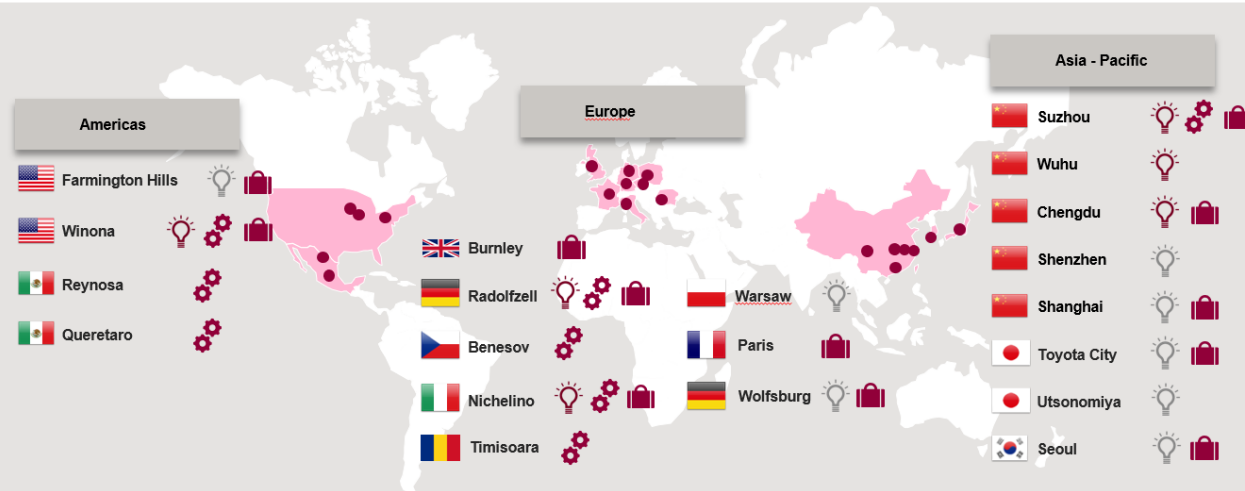 Americas
Farmington Hills
Winona
Reynosa
Queretaro
Europe
Burnley
Radolfzell
Benesov
Nichelino
Timisoara
Warsaw
Paris
Wolfsburg
Asia - Pacific
Suzhou
Wuhu
Chengdu
Shenzhen
Shanghai
Toyota City
Utsonomiya
Seoul